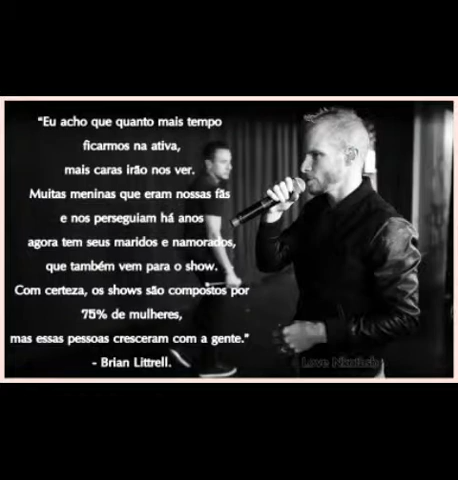 “Eu acho que quanto mais tempo
ficarmos na ativa,
mais caras irão nos ver.
Muitas meninas que eram nossas fãs
e nos perseguiam há anos
agora tem seus maridos e namorados,
que também vem para o show.
Com certeza, os shows são compostos por
75% de mulheres,
mas essas pessoas cresceram com a gente.”
- Brian Littrell.
Love